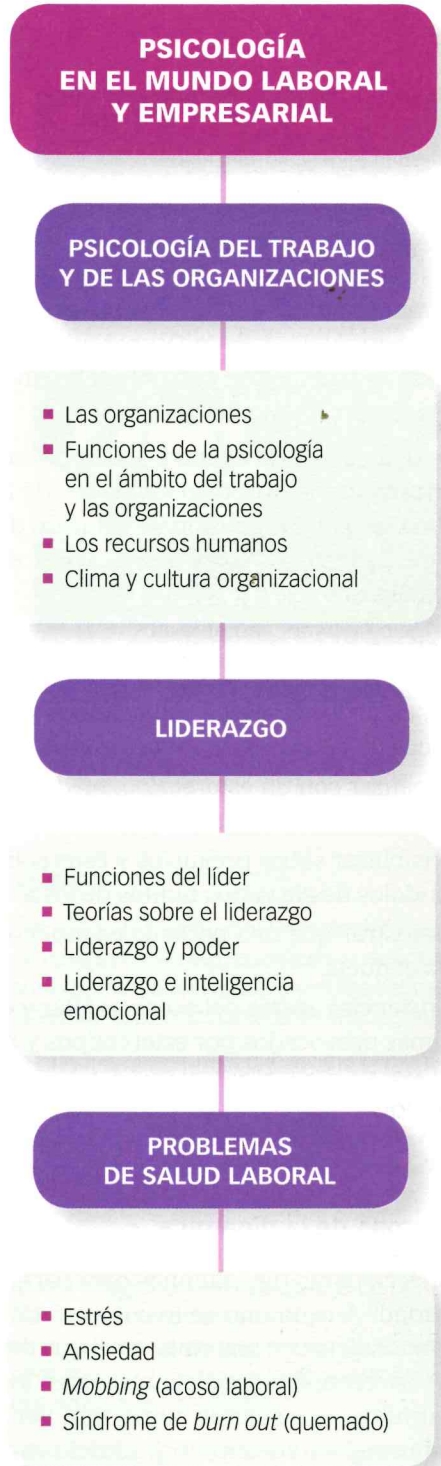 PSICOLOGÍA
EN EL MUNDO LABORAL
Y EMPRESARIAL
PSICOLOGÍA DEL TRABAJO
Y DE LAS ORGANIZACIONES
▪ Las organizaciones
▪ Funciones de la psicología
en el ámbito del trabajo
y las organizaciones
▪ Los recursos humanos
▪ Clima y cultura organizacional
LIDERAZGO
▪ Funciones del líder
▪ Teorías sobre el liderazgo
▪ Liderazgo y poder
▪ Liderazgo e inteligencia
emocional
PROBLEMAS
DE SALUD LABORAL
▪ Estrés
▪ Ansiedad
▪ Mobbing (acoso laboral)
▪ Síndrome de burn out (quemado)